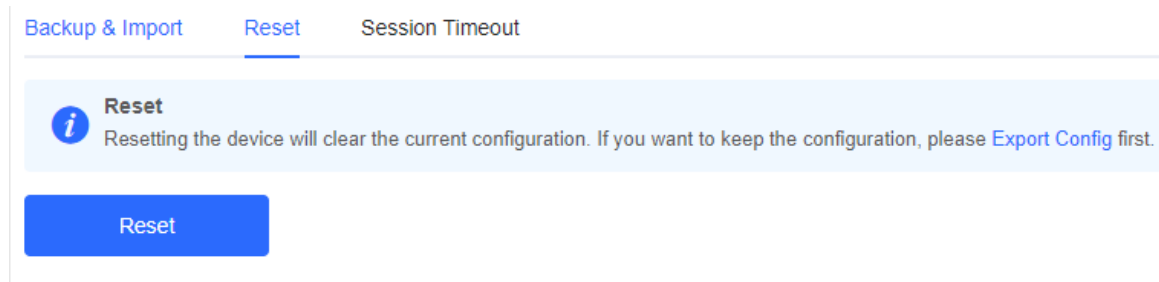 Backup & Import Reset Session Timeout
Reset
Resetting the device will clear the current configuration. If you want to keep the configuration, please Export Config first.
Reset